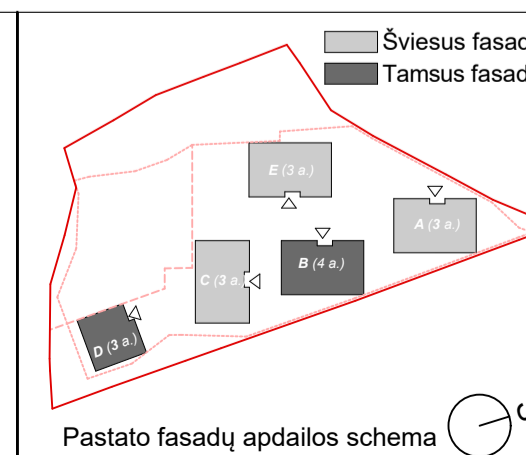 Šviesus fasad
Tamsus fasad
E (3 a.)
A (3 a.)
B (4 a.)
C (3 a.)
D (3 a.)
Pastato fasadų apdailos schema